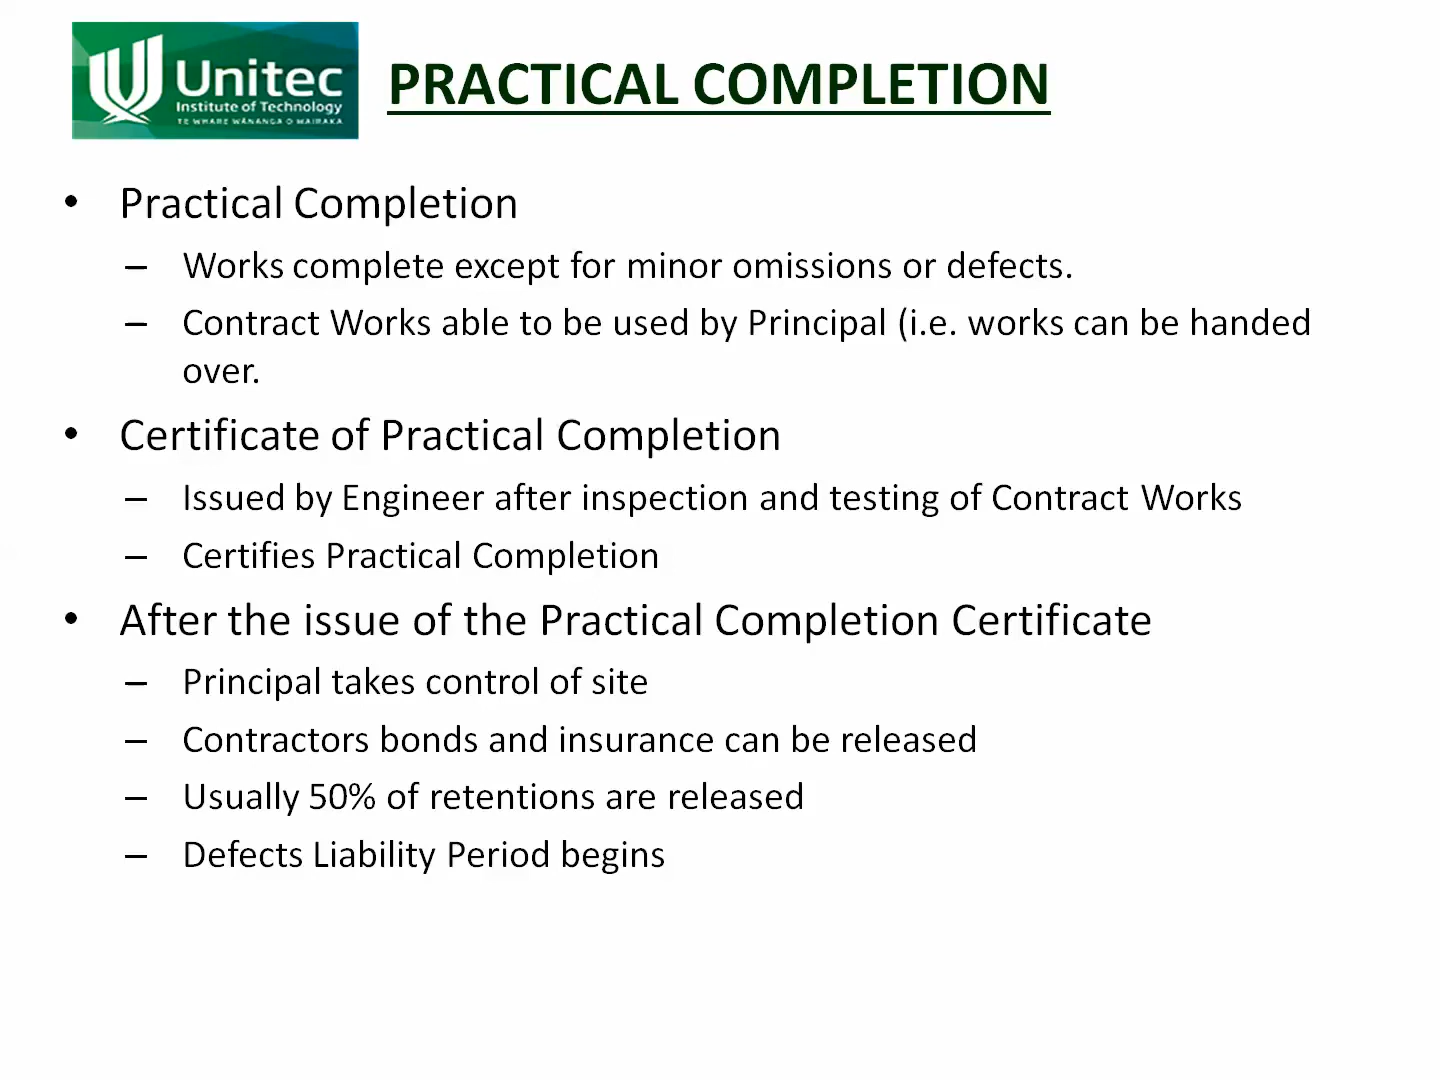 Unitec
Institute of Technology
TE WHARE WĀNANGA O WAIRAKA
PRACTICAL COMPLETION
• Practical Completion
– Works complete except for minor omissions or defects.
– Contract Works able to be used by Principal (i.e. works can be handed
over.
• Certificate of Practical Completion
– Issued by Engineer after inspection and testing of Contract Works
– Certifies Practical Completion
• After the issue of the Practical Completion Certificate
– Principal takes control of site
– Contractors bonds and insurance can be released
– Usually 50% of retentions are released
– Defects Liability Period begins